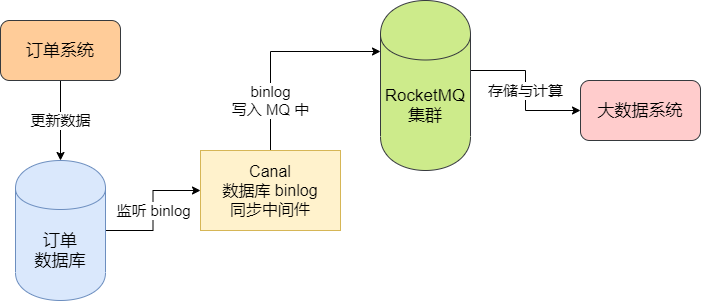 订单系统
更新数据
订单
数据库
监听 binlog
Canal
数据库 binlog
同步中间件
binlog
写入 MQ 中
RocketMQ
集群
存储与计算
大数据系统